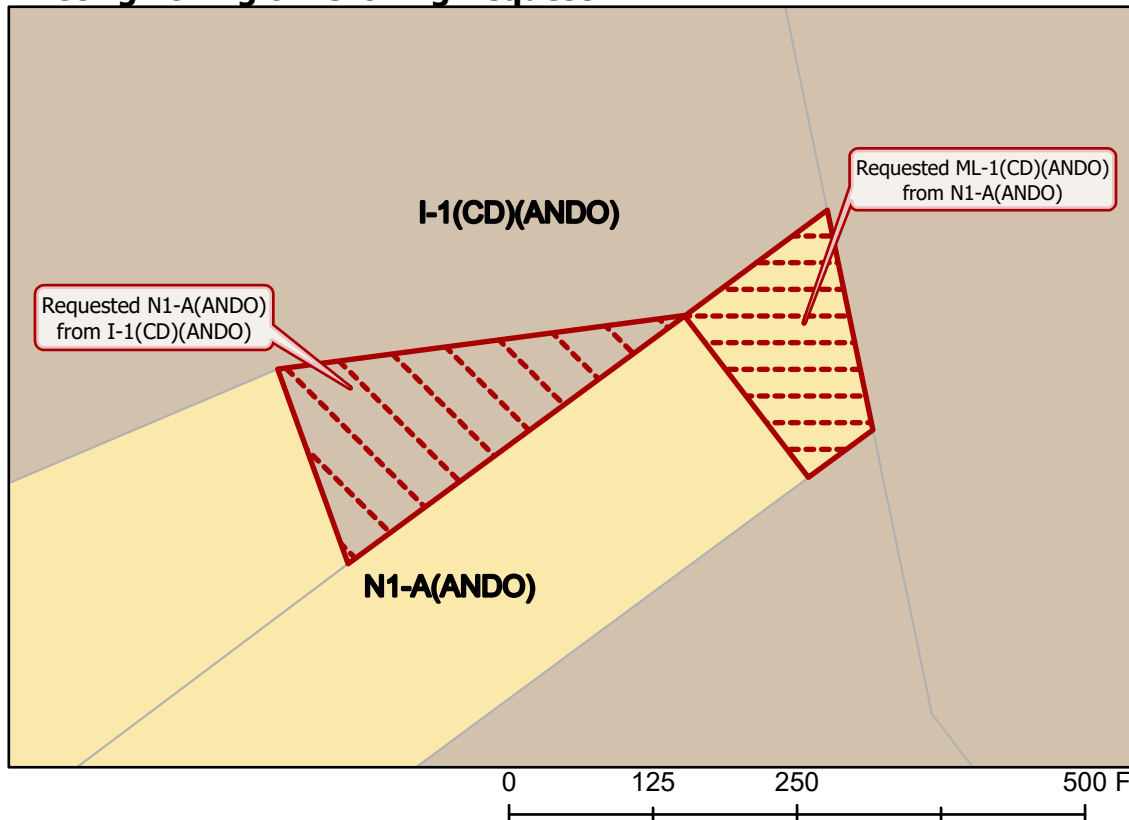 I-1(CD)(ANDO)
Requested ML-1(CD)(ANDO)
from N1-A(ANDO)
Requested N1-A(ANDO)
from I-1(CD)(ANDO)
N1-A(ANDO)
0 125 250 500 F